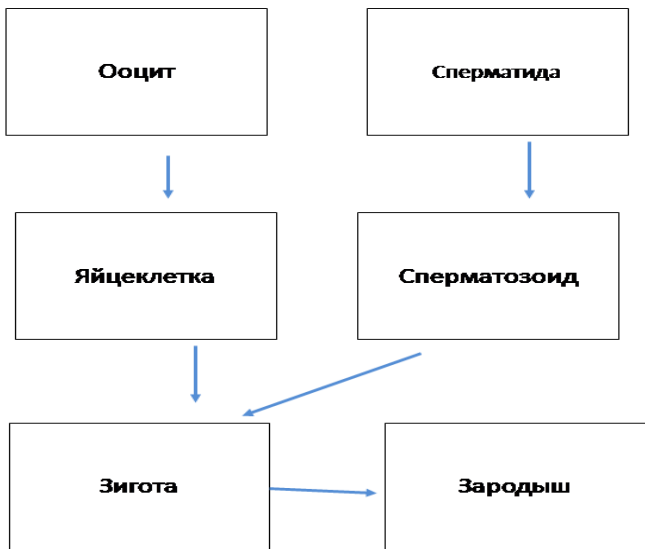 Ооцит
Сперматида
Яйцеклетка
Сперматозоид
Зигота
Зародыш